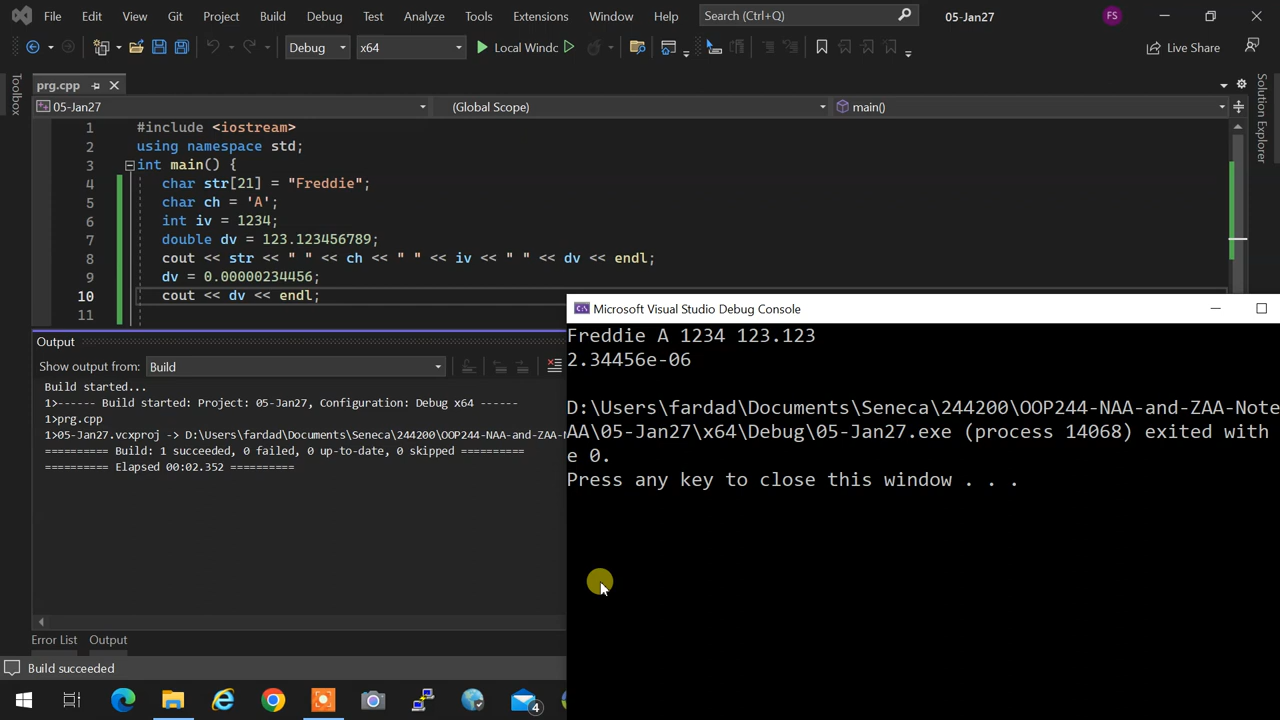 File Edit View Git Project Build Debug Test Analyze Tools Extensions Window Help Search (Ctrl+Q) 05-Jan27 FS
Debug x64 Local Windc Live Share
prg.cpp
05-Jan27 (Global Scope) main()
Toolbox
Solution Explorer
1 #include <iostream>
2 using namespace std;
3 int main() {
4 char str[21] = "Freddie";
5 char ch = 'A';
6 int iv = 1234;
7 double dv = 123.123456789;
8 cout << str << " " << ch << " " << iv << " " << dv << endl;
9 dv = 0.00000234456;
10 cout << dv << endl;
11
Output
Show output from: Build
Build started...
1>------ Build started: Project: 05-Jan27, Configuration: Debug x64 ------
1>prg.cpp
1>05-Jan27.vcxproj -> D:\Users\fardad\Documents\Seneca\244200\OOP244-NAA-and-ZAA-N
========== Build: 1 succeeded, 0 failed, 0 up-to-date, 0 skipped ==========
========== Elapsed 00:02.352 ==========
Microsoft Visual Studio Debug Console
Freddie A 1234 123.123
2.34456e-06
D:\Users\fardad\Documents\Seneca\244200\OOP244-NAA-and-ZAA-Note
AA\05-Jan27\x64\Debug\05-Jan27.exe (process 14068) exited with
e 0.
Press any key to close this window . . .
Error List Output
Build succeeded
4